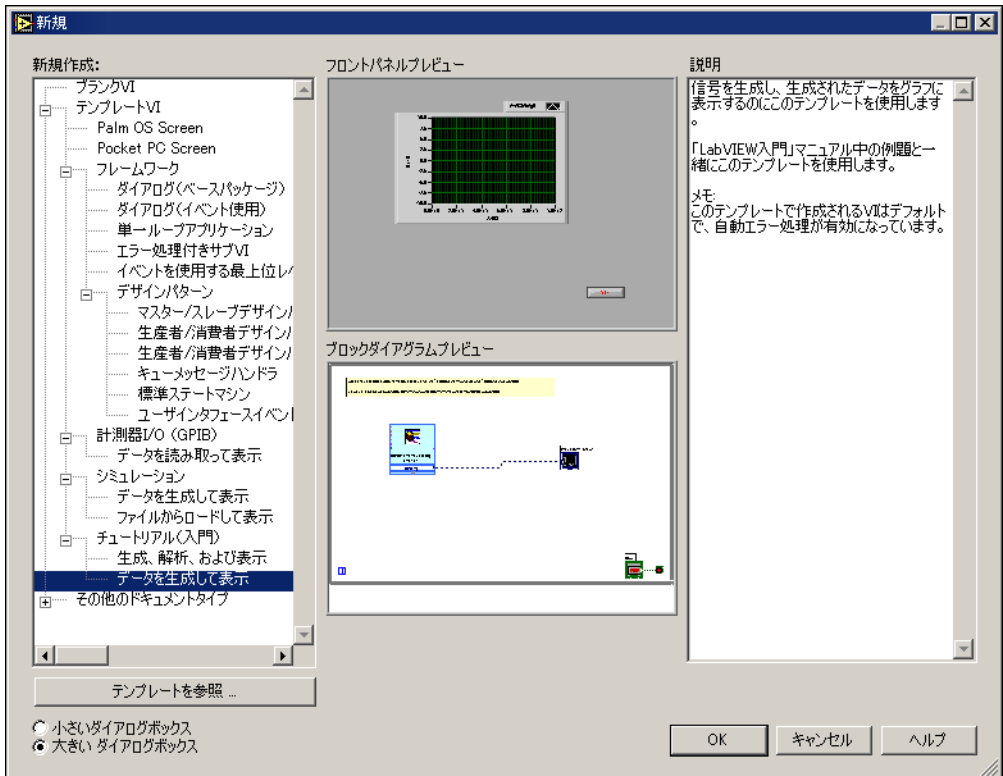 新規
新規作成:
ブランクVI
テンプレートVI
Palm OS Screen
Pocket PC Screen
フレームワーク
ダイアログ(ベースパッケージ)
ダイアログ(イベント使用)
単一ループアプリケーション
エラー処理付きサブVI
イベントを使用する最上位レベ
デザインパターン
マスター/スレーブデザインパ
生産者/消費者デザインパ
生産者/消費者デザインパ
キューメッセージハンドラ
標準ステートマシン
ユーザインタフェースイベント
計測器I/O (GPIB)
データを読み取って表示
シミュレーション
データを生成して表示
ファイルからロードして表示
チュートリアル(入門)
生成、解析、および表示
データを生成して表示
その他のドキュメントタイプ
テンプレートを参照 ...
小さいダイアログボックス
大きい ダイアログボックス
フロントパネルプレビュー
ブロックダイアグラムプレビュー
説明
信号を生成し、生成されたデータをグラフに
表示するのにこのテンプレートを使用します
。
「LabVIEW入門」マニュアル中の例題と一
緒にこのテンプレートを使用します。
メモ:
このテンプレートで作成されるVIはデフォルト
で、自動エラー処理が有効になっています。
OK
キャンセル
ヘルプ